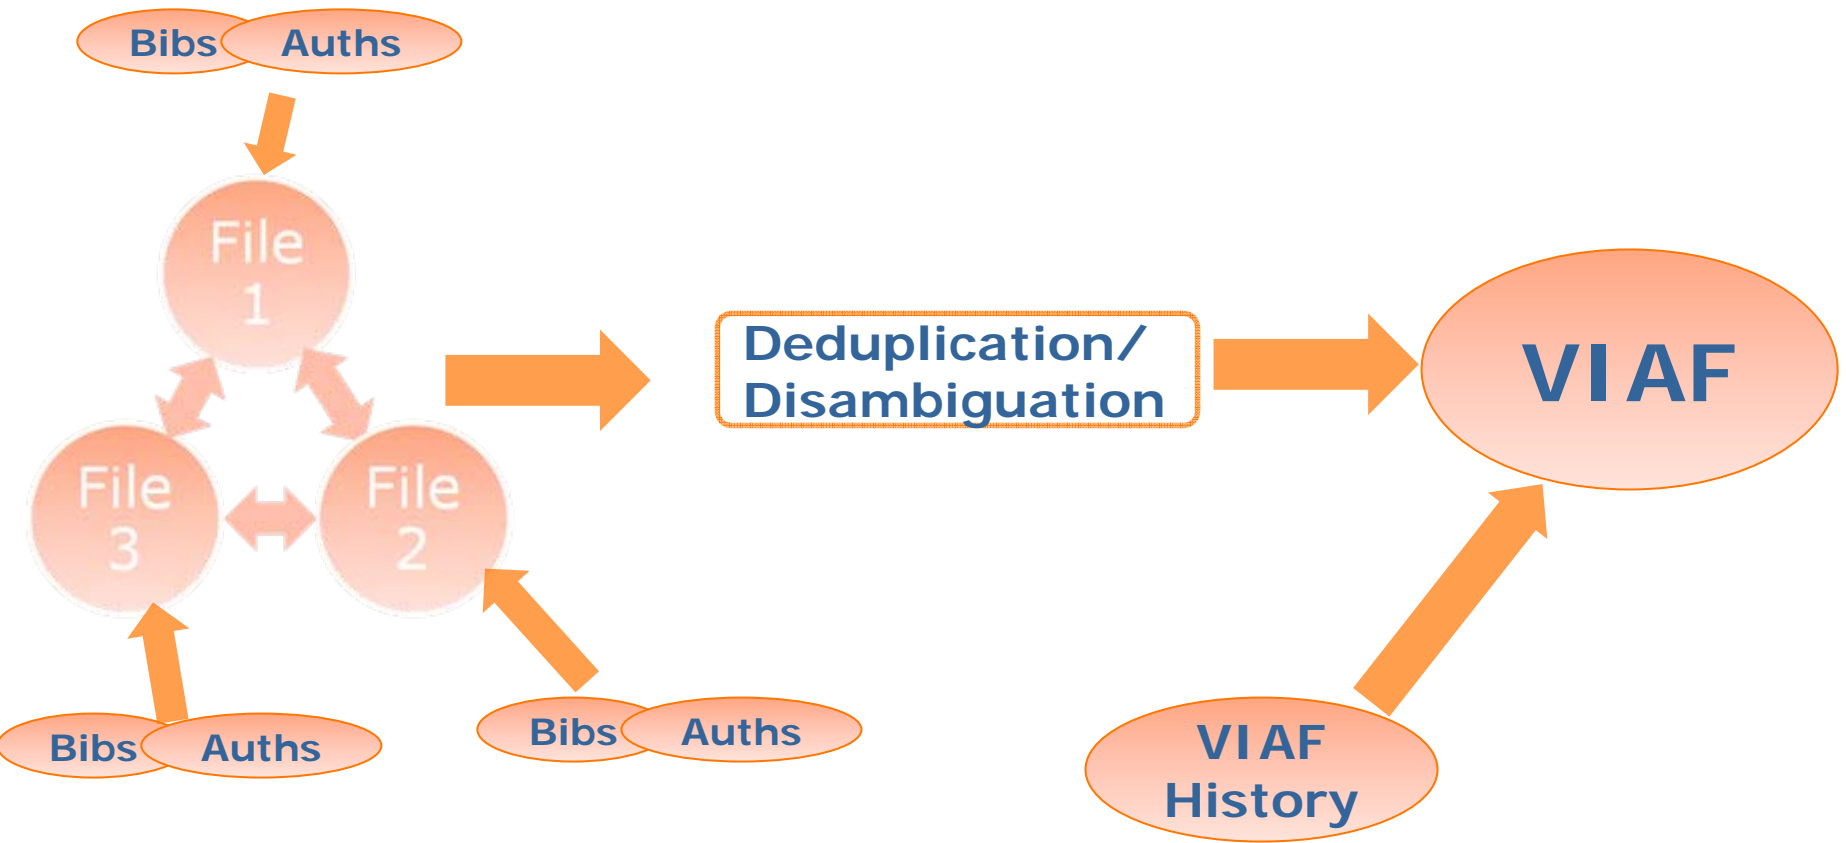 Bibs Auths
File
1
Deduplication/
Disambiguation
VIAF
File
3
File
2
Bibs Auths
Bibs Auths
VIAF
History